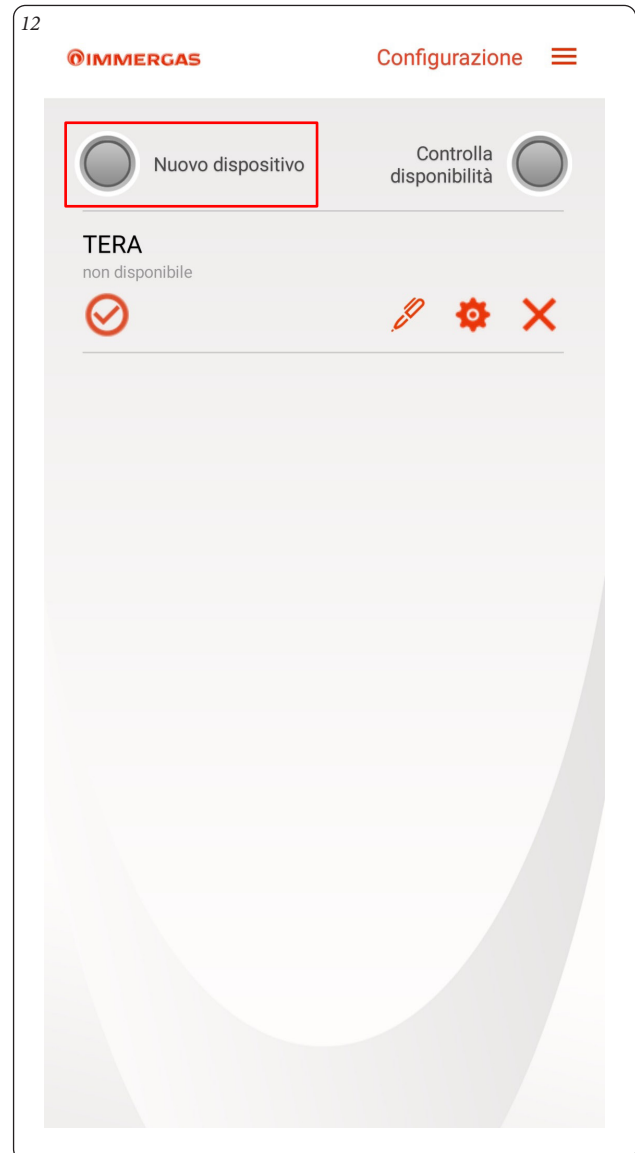 12
IMMERGAS
Configurazione
Nuovo dispositivo
Controlla
disponibilità
TERA
non disponibile